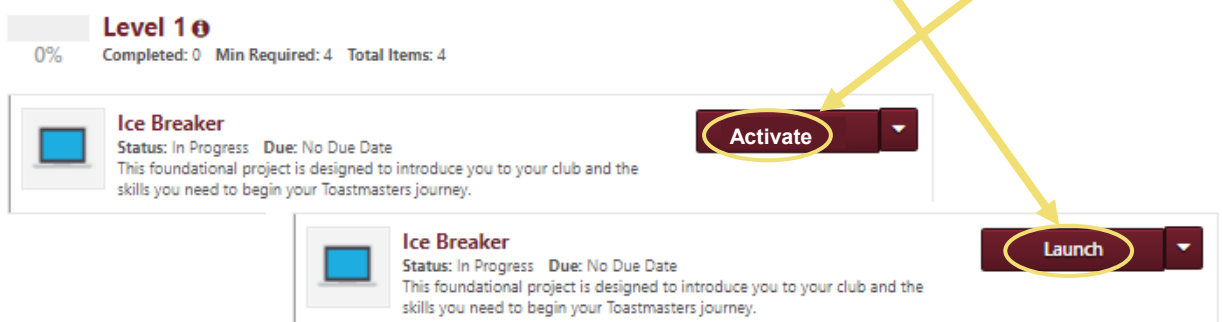 Level 1
0%
Completed: 0 Min Required: 4 Total Items: 4
Ice Breaker
Status: In Progress Due: No Due Date
This foundational project is designed to introduce you to your club and the
skills you need to begin your Toastmasters journey.
Activate
Ice Breaker
Status: In Progress Due: No Due Date
This foundational project is designed to introduce you to your club and the
skills you need to begin your Toastmasters journey.
Launch